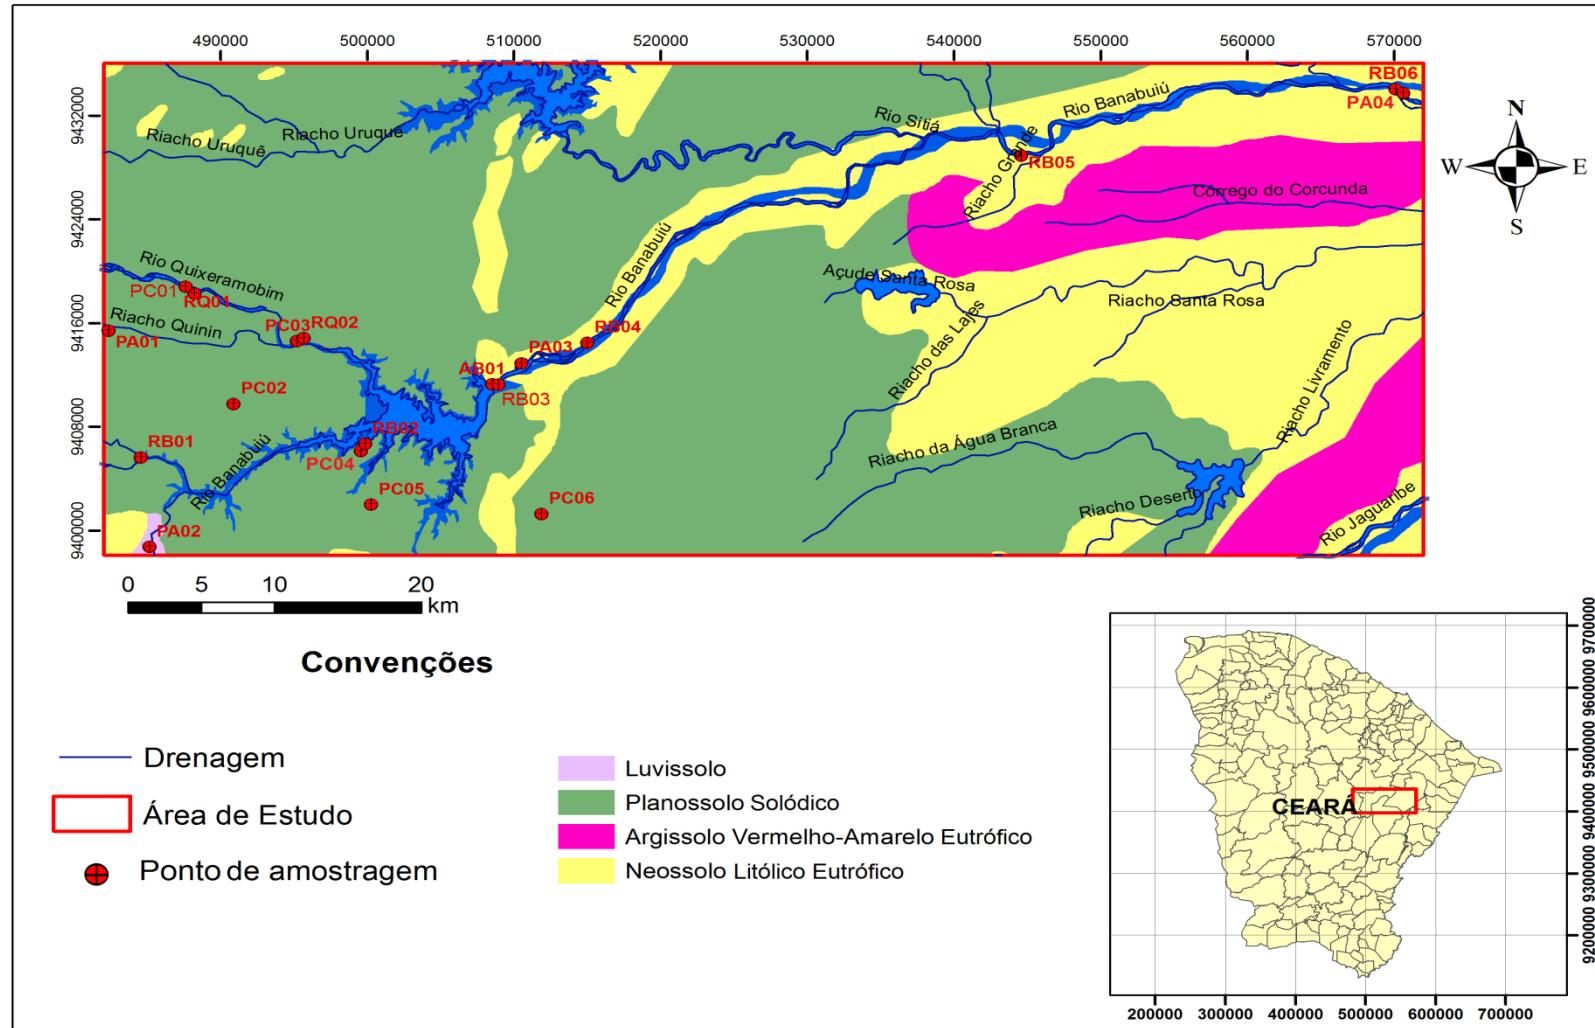 490000 500000 510000 520000 530000 540000 550000 560000 570000
9432000
9424000
9416000
9408000
9400000
RB06
PA04
Rio Banabuiú
Rio Sitiá
Riacho Uruquê
Riacho Uruquê
Riacho Grande
RB05
Córrego do Corcunda
Rio Quixeramobim
PC01
RQ01
Rio Banabuiú
Açude Santa Rosa
Riacho Santa Rosa
Riacho Quinin
PC03
RQ02
PA01
RB04
PA03
Riacho das Lajes
Riacho Livramento
AB01
RB03
PC02
RB02
RB01
PC04
Rio Banabuiú
Riacho da Água Branca
PC05
PC06
Riacho Deserto
Rio Jaguaribe
PA02
N
W
E
S
0 5 10 20
km
Convenções
Drenagem
Área de Estudo
Ponto de amostragem
Luvissolo
Planossolo Solódico
Argissolo Vermelho-Amarelo Eutrófico
Neossolo Litólico Eutrófico
CEARÁ
9700000
9600000
9500000
9400000
9300000
9200000
200000 300000 400000 500000 600000 700000